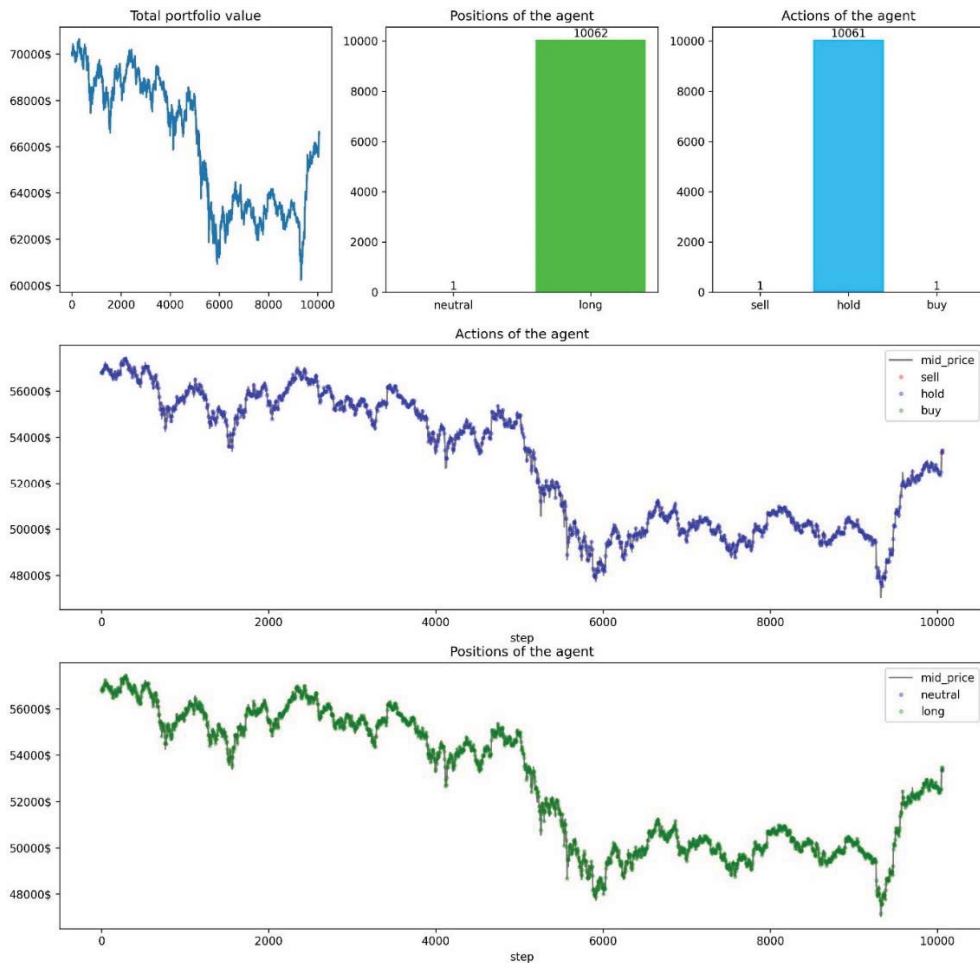 Total portfolio value
70000$
68000$
66000$
64000$
62000$
60000$
0 2000 4000 6000 8000 10000
Positions of the agent
10062
10000
8000
6000
4000
2000
0
1
neutral long
Actions of the agent
10061
10000
8000
6000
4000
2000
0
1 1
sell hold buy
Actions of the agent
56000$
54000$
52000$
50000$
48000$
mid_price
sell
hold
buy
0 2000 4000 6000 8000 10000
step
Positions of the agent
56000$
54000$
52000$
50000$
48000$
mid_price
neutral
long
0 2000 4000 6000 8000 10000
step